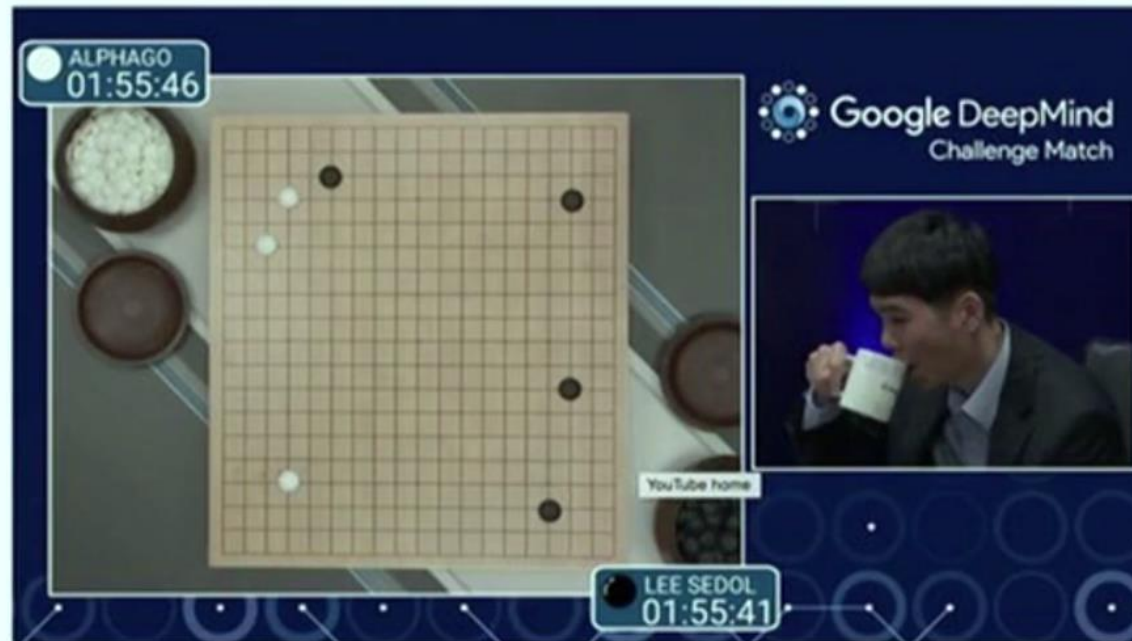 ALPHAGO
01:55:46
Google DeepMind
Challenge Match
YouTube home
LEE SEDOL
01:55:41